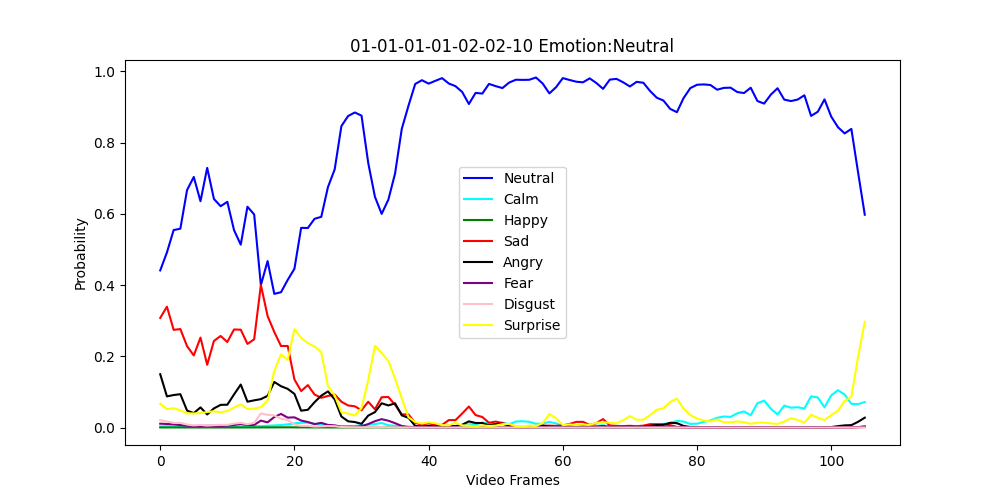 01-01-01-01-02-02-10 Emotion:Neutral
1.0
0.8
0.6
0.4
0.2
0.0
Probability
Neutral
Calm
Happy
Sad
Angry
Fear
Disgust
Surprise
0 20 40 60 80 100
Video Frames